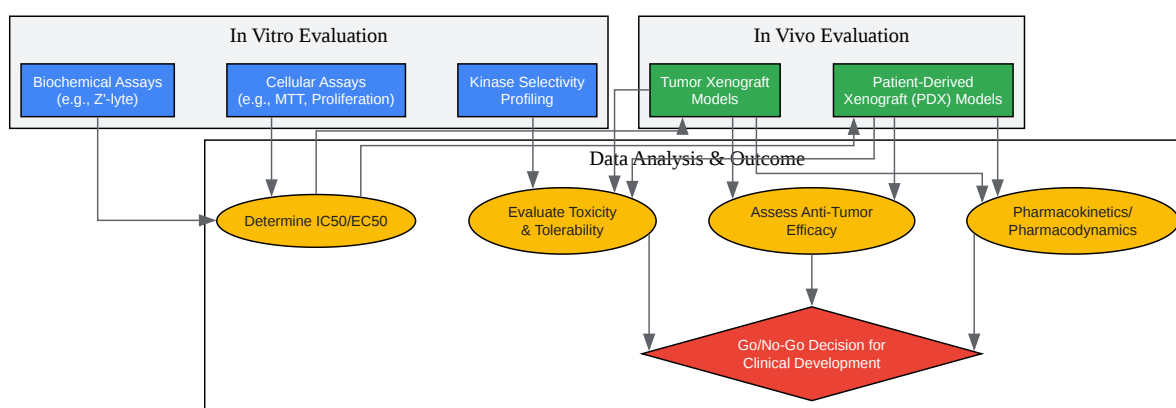 In Vitro Evaluation
In Vivo Evaluation
Biochemical Assays
(e.g., Z'-lyte)
Cellular Assays
(e.g., MTT, Proliferation)
Kinase Selectivity
Profiling
Tumor Xenograft
Models
Patient-Derived
Xenograft (PDX) Models
Data Analysis & Outcome
Determine IC50/EC50
Evaluate Toxicity
& Tolerability
Assess Anti-Tumor
Efficacy
Pharmacokinetics/
Pharmacodynamics
Go/No-Go Decision for
Clinical Development